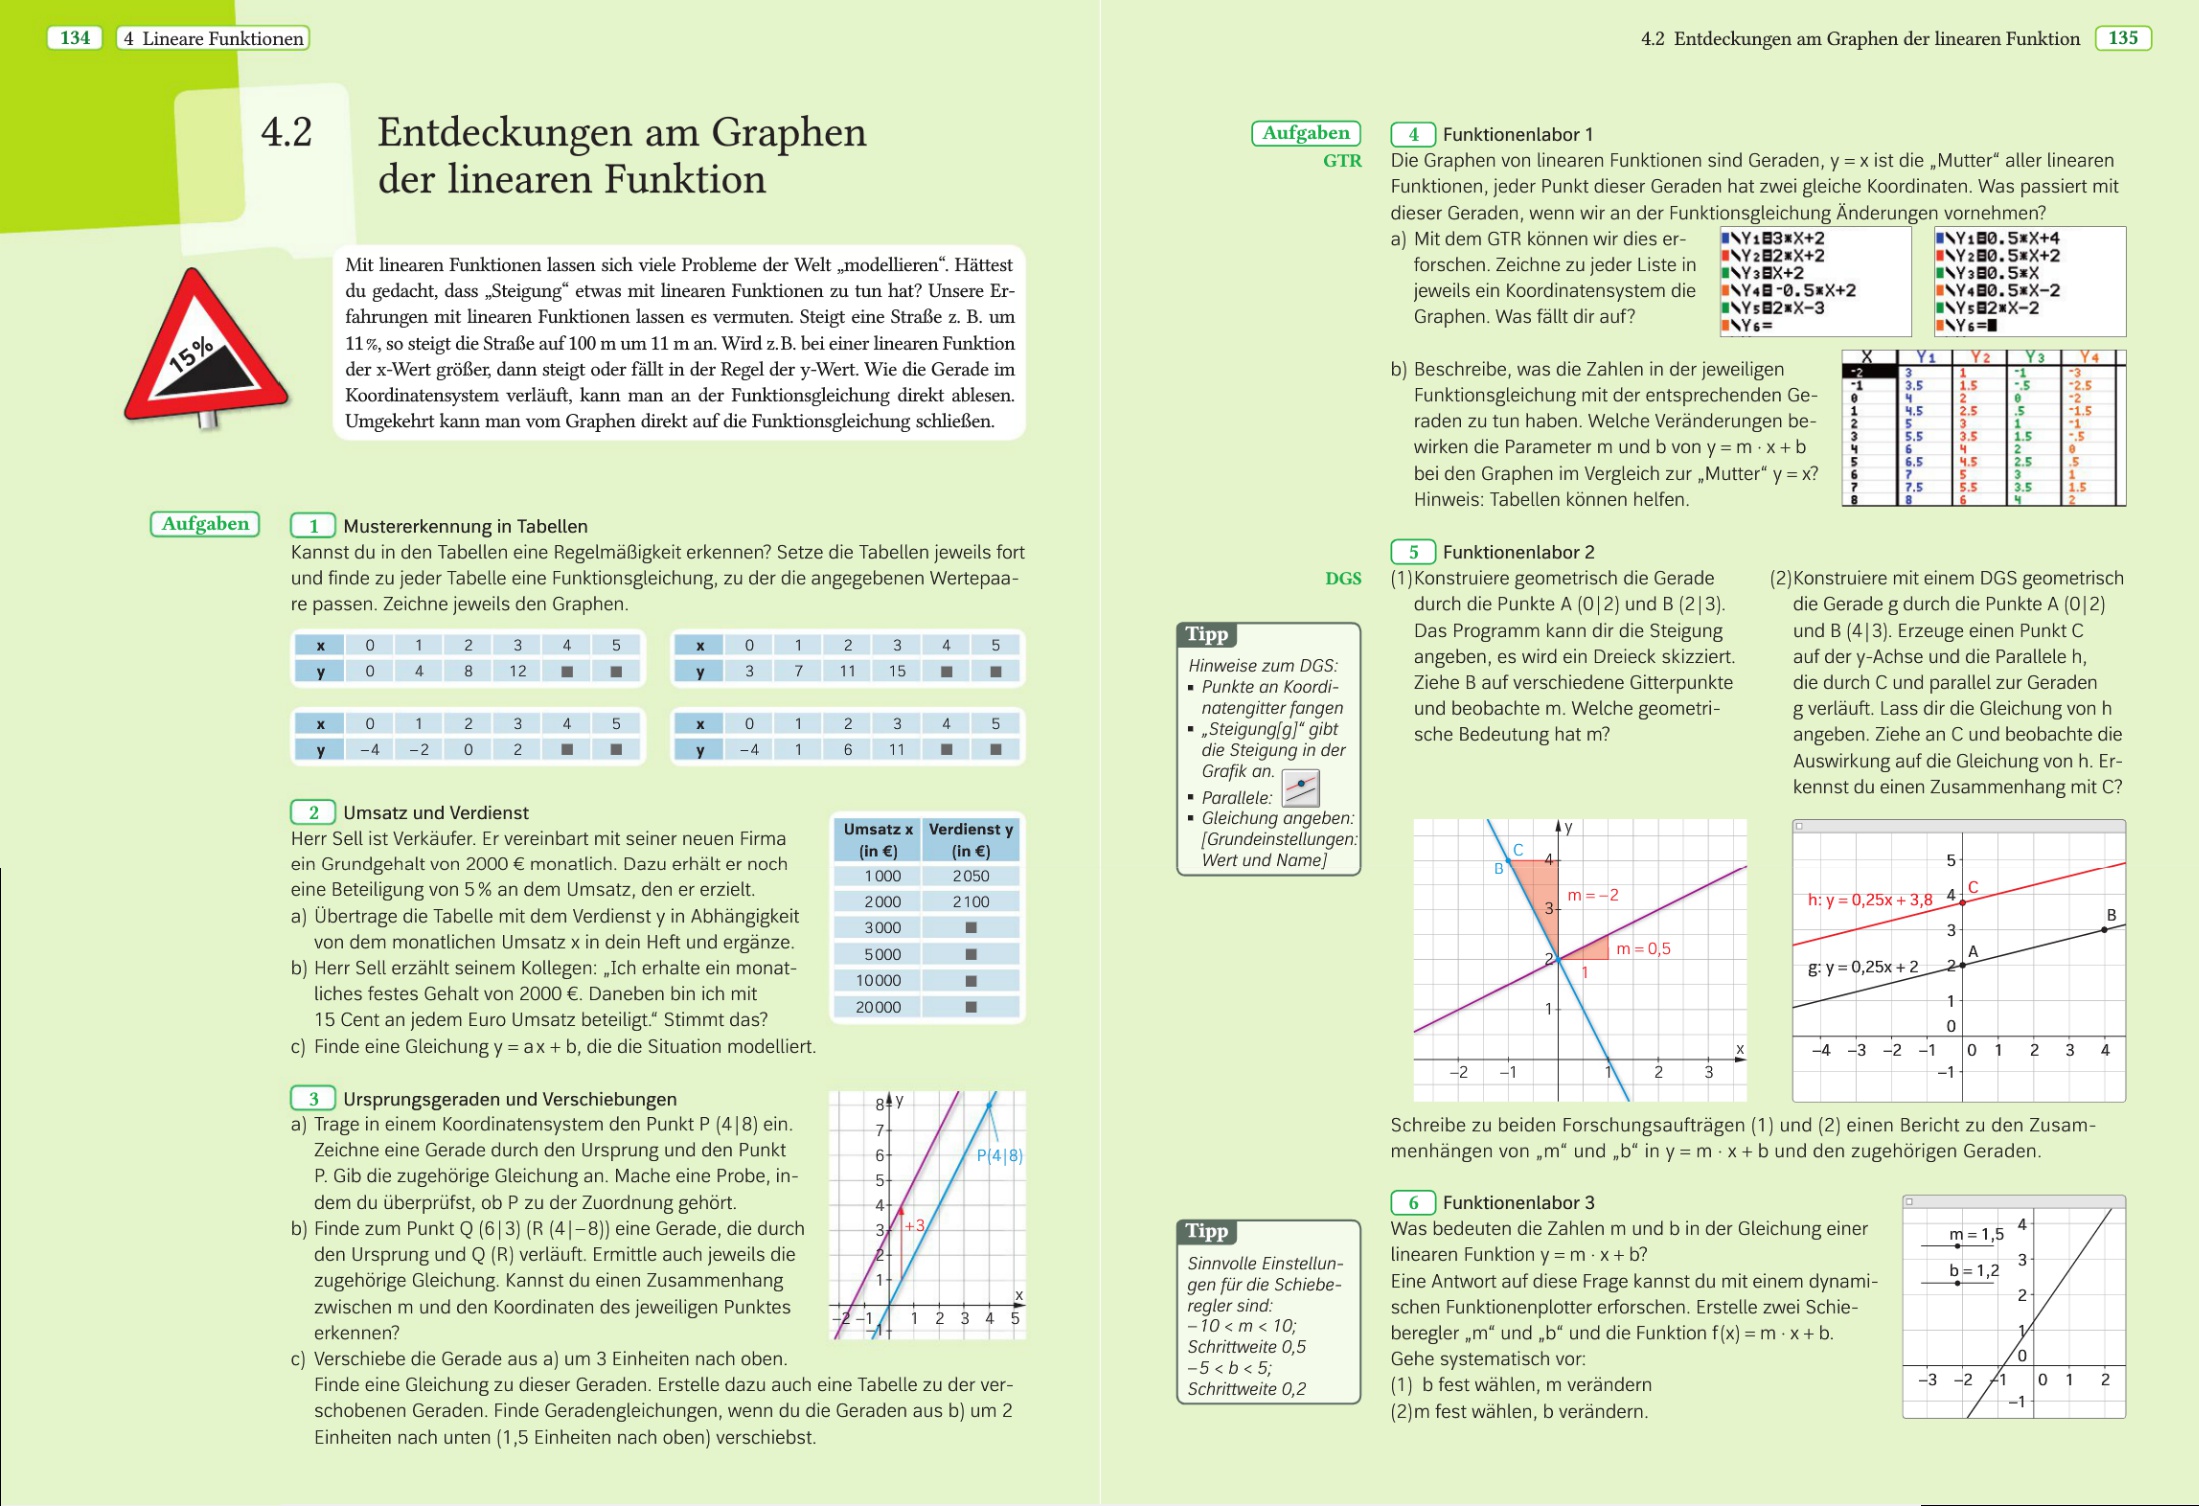 134
4 Lineare Funktionen
4.2 Entdeckungen am Graphen
der linearen Funktion
15%
Mit linearen Funktionen lassen sich viele Probleme der Welt „modellieren“. Hättest
du gedacht, dass „Steigung“ etwas mit linearen Funktionen zu tun hat? Unsere Er-
fahrungen mit linearen Funktionen lassen es vermuten. Steigt eine Straße z. B. um
11%, so steigt die Straße auf 100 m um 11 m an. Wird z.B. bei einer linearen Funktion
der x-Wert größer, dann steigt oder fällt in der Regel der y-Wert. Wie die Gerade im
Koordinatensystem verläuft, kann man an der Funktionsgleichung direkt ablesen.
Umgekehrt kann man vom Graphen direkt auf die Funktionsgleichung schließen.
Aufgaben
1 Mustererkennung in Tabellen
Kannst du in den Tabellen eine Regelmäßigkeit erkennen? Setze die Tabellen jeweils fort
und finde zu jeder Tabelle eine Funktionsgleichung, zu der die angegebenen Wertepaa-
re passen. Zeichne jeweils den Graphen.
x 0 1 2 3 4 5
y 0 4 8 12 ■ ■
x 0 1 2 3 4 5
y 3 7 11 15 ■ ■
x 0 1 2 3 4 5
y −4 −2 0 2 ■ ■
x 0 1 2 3 4 5
y −4 1 6 11 ■ ■
2 Umsatz und Verdienst
Herr Sell ist Verkäufer. Er vereinbart mit seiner neuen Firma
ein Grundgehalt von 2000 € monatlich. Dazu erhält er noch
eine Beteiligung von 5 % an dem Umsatz, den er erzielt.
a) Übertrage die Tabelle mit dem Verdienst y in Abhängigkeit
von dem monatlichen Umsatz x in dein Heft und ergänze.
b) Herr Sell erzählt seinem Kollegen: „Ich erhalte ein monat-
liches festes Gehalt von 2000 €. Daneben bin ich mit
15 Cent an jedem Euro Umsatz beteiligt.“ Stimmt das?
c) Finde eine Gleichung y = ax + b, die die Situation modelliert.
Umsatz x Verdienst y
(in €) (in €)
1000 2050
2000 2100
3000 ■
5000 ■
10000 ■
20000 ■
3 Ursprungsgeraden und Verschiebungen
a) Trage in einem Koordinatensystem den Punkt P (4|8) ein.
Zeichne eine Gerade durch den Ursprung und den Punkt
P. Gib die zugehörige Gleichung an. Mache eine Probe, in-
dem du überprüfst, ob P zu der Zuordnung gehört.
b) Finde zum Punkt Q (6|3) (R (4|−8)) eine Gerade, die durch
den Ursprung und Q (R) verläuft. Ermittle auch jeweils die
zugehörige Gleichung. Kannst du einen Zusammenhang
zwischen m und den Koordinaten des jeweiligen Punktes
erkennen?
c) Verschiebe die Gerade aus a) um 3 Einheiten nach oben.
Finde eine Gleichung zu dieser Geraden. Erstelle dazu auch eine Tabelle zu der ver-
schobenen Geraden. Finde Geradengleichungen, wenn du die Geraden aus b) um 2
Einheiten nach unten (1,5 Einheiten nach oben) verschiebst.
8 y
7
6 P(4|8)
5
4
3 +3
2
1
x
−2 −1 1 2 3 4 5
−1
4.2 Entdeckungen am Graphen der linearen Funktion
135
Aufgaben
GTR
4 Funktionenlabor 1
Die Graphen von linearen Funktionen sind Geraden, y = x ist die „Mutter“ aller linearen
Funktionen, jeder Punkt dieser Geraden hat zwei gleiche Koordinaten. Was passiert mit
dieser Geraden, wenn wir an der Funktionsgleichung Änderungen vornehmen?
a) Mit dem GTR können wir dies er-
forschen. Zeichne zu jeder Liste in
jeweils ein Koordinatensystem die
Graphen. Was fällt dir auf?
\Y1=3*X+2
\Y2=2*X+2
\Y3=X+2
\Y4=-0.5*X+2
\Y5=2*X-3
\Y6=
\Y1=0.5*X+4
\Y2=0.5*X+2
\Y3=0.5*X
\Y4=0.5*X-2
\Y5=2*X-2
\Y6=
b) Beschreibe, was die Zahlen in der jeweiligen
Funktionsgleichung mit der entsprechenden Ge-
raden zu tun haben. Welche Veränderungen be-
wirken die Parameter m und b von y = m · x + b
bei den Graphen im Vergleich zur „Mutter“ y = x?
Hinweis: Tabellen können helfen.
X Y1 Y2 Y3 Y4
-2 3 1 -1 -3
-1 3.5 1.5 -.5 -2.5
0 4 2 0 -2
1 4.5 2.5 .5 -1.5
2 5 3 1 -1
3 5.5 3.5 1.5 -.5
4 6 4 2 0
5 6.5 4.5 2.5 .5
6 7 5 3 1
7 7.5 5.5 3.5 1.5
8 8 6 4 2
5 Funktionenlabor 2
DGS
(1)Konstruiere geometrisch die Gerade
durch die Punkte A (0|2) und B (2|3).
Das Programm kann dir die Steigung
angeben, es wird ein Dreieck skizziert.
Ziehe B auf verschiedene Gitterpunkte
und beobachte m. Welche geometri-
sche Bedeutung hat m?
(2)Konstruiere mit einem DGS geometrisch
die Gerade g durch die Punkte A (0|2)
und B (4|3). Erzeuge einen Punkt C
auf der y-Achse und die Parallele h,
die durch C und parallel zur Geraden
g verläuft. Lass dir die Gleichung von h
angeben. Ziehe an C und beobachte die
Auswirkung auf die Gleichung von h. Er-
kennst du einen Zusammenhang mit C?
Tipp
Hinweise zum DGS:
▪ Punkte an Koordi-
natengitter fangen
▪ „Steigung[g]“ gibt
die Steigung in der
Grafik an.
▪ Parallele:
▪ Gleichung angeben:
[Grundeinstellungen:
Wert und Name]
y
C
B 4
m = −2
3
m = 0,5
2
1
1
x
−2 −1 1 2 3
5
4 C
h: y = 0,25x + 3,8
B
3
A
g: y = 0,25x + 2 2
1
0
−4 −3 −2 −1 0 1 2 3 4
−1
Schreibe zu beiden Forschungsaufträgen (1) und (2) einen Bericht zu den Zusam-
menhängen von „m“ und „b“ in y = m · x + b und den zugehörigen Geraden.
6 Funktionenlabor 3
Was bedeuten die Zahlen m und b in der Gleichung einer
linearen Funktion y = m · x + b?
Eine Antwort auf diese Frage kannst du mit einem dynami-
schen Funktionenplotter erforschen. Erstelle zwei Schie-
beregler „m“ und „b“ und die Funktion f(x) = m · x + b.
Gehe systematisch vor:
(1) b fest wählen, m verändern
(2)m fest wählen, b verändern.
Tipp
Sinnvolle Einstellun-
gen für die Schiebe-
regler sind:
−10 < m < 10;
Schrittweite 0,5
−5 < b < 5;
Schrittweite 0,2
4
m = 1,5
3
b = 1,2
2
1
0
−3 −2 −1 0 1 2
−1